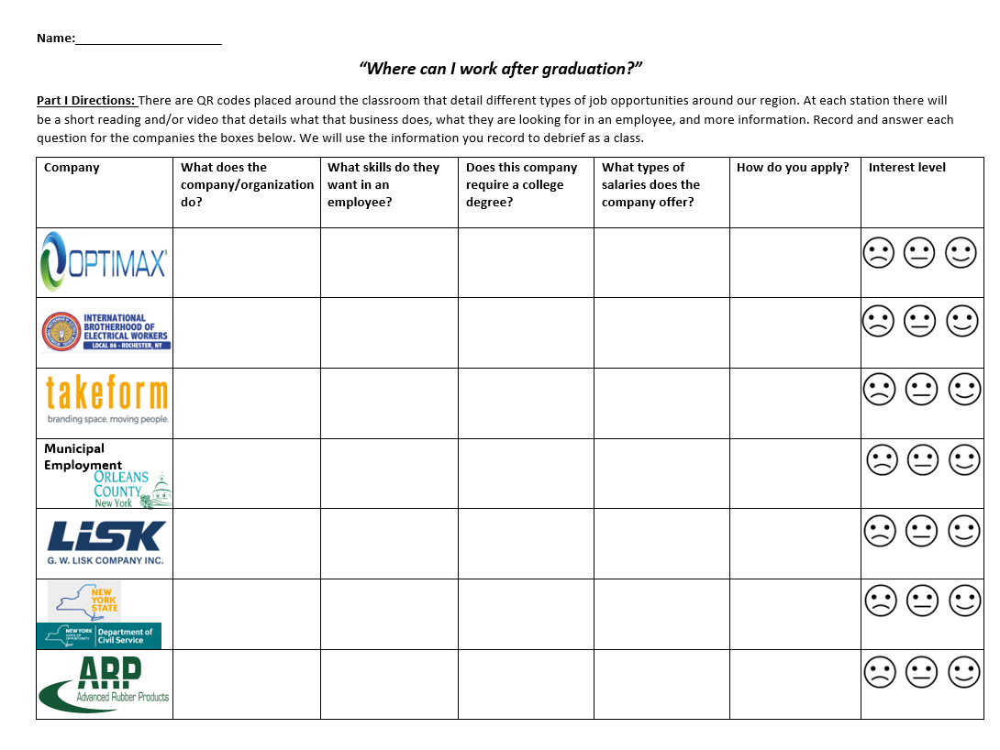 Name:____________________
“Where can I work after graduation?”
Part I Directions: There are QR codes placed around the classroom that detail different types of job opportunities around our region. At each station there will
be a short reading and/or video that details what that business does, what they are looking for in an employee, and more information. Record and answer each
question for the companies the boxes below. We will use the information you record to debrief as a class.
Company
What does the
company/organization
do?
What skills do they
want in an
employee?
Does this company
require a college
degree?
What types of
salaries does the
company offer?
How do you apply?
Interest level
OPTIMAX®
INTERNATIONAL
BROTHERHOOD OF
ELECTRICAL WORKERS
LOCAL 86 - ROCHESTER, NY
takeform
branding space. moving people.
Municipal
Employment
ORLEANS
COUNTY
New York
LiSK
G. W. LISK COMPANY INC.
NEW
YORK
STATE
NEW YORK
STATE OF
OPPORTUNITY
Department of
Civil Service
ARP
Advanced Rubber Products